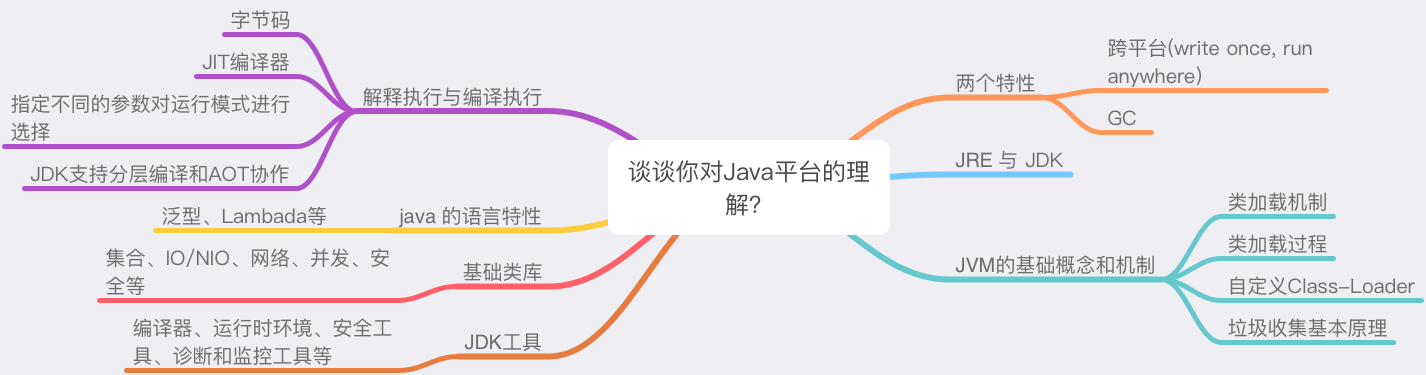 谈谈你对Java平台的理
解？
两个特性
跨平台(write once, run
anywhere)
GC
JRE 与 JDK
JVM的基础概念和机制
类加载机制
类加载过程
自定义Class-Loader
垃圾收集基本原理
解释执行与编译执行
字节码
JIT编译器
指定不同的参数对运行模式进行
选择
JDK支持分层编译和AOT协作
java 的语言特性
泛型、Lambada等
基础类库
集合、IO/NIO、网络、并发、安
全等
JDK工具
编译器、运行时环境、安全工
具、诊断和监控工具等